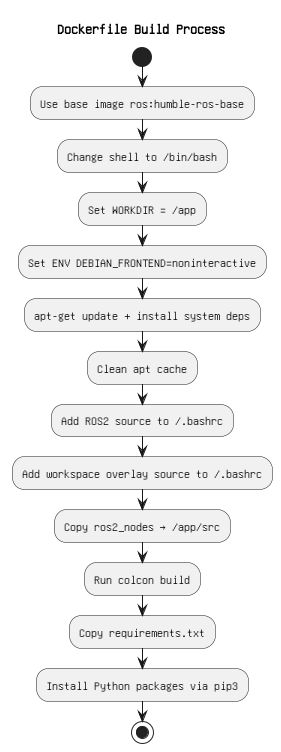 Dockerfile Build Process
Use base image ros:humble-ros-base
Change shell to /bin/bash
Set WORKDIR = /app
Set ENV DEBIAN_FRONTEND=noninteractive
apt-get update + install system deps
Clean apt cache
Add ROS2 source to /.bashrc
Add workspace overlay source to /.bashrc
Copy ros2_nodes → /app/src
Run colcon build
Copy requirements.txt
Install Python packages via pip3